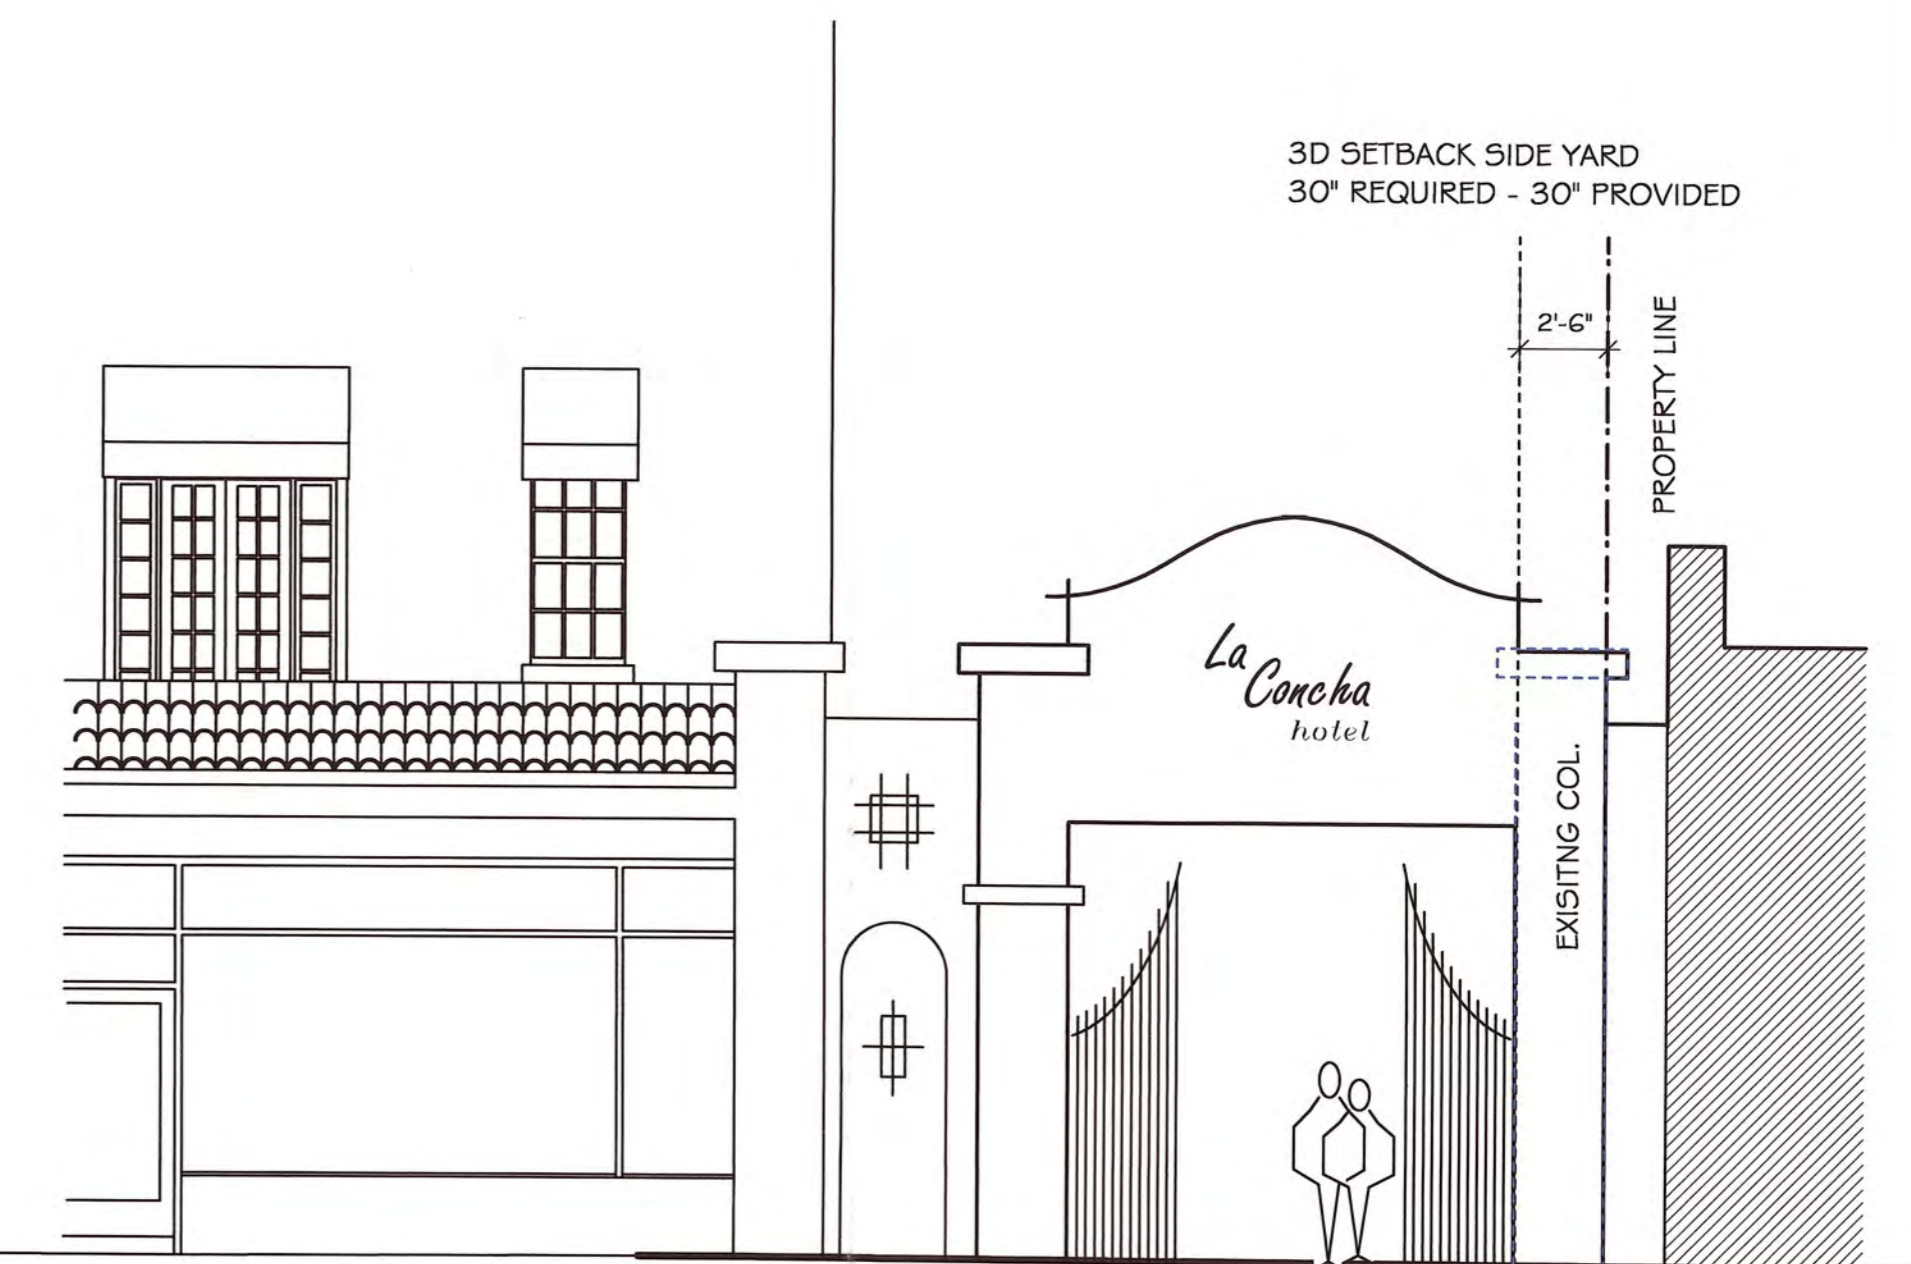 3D SETBACK SIDE YARD
30" REQUIRED - 30" PROVIDED
2'-6"
PROPERTY LINE
La
Concha
hotel
EXISITNG COL.